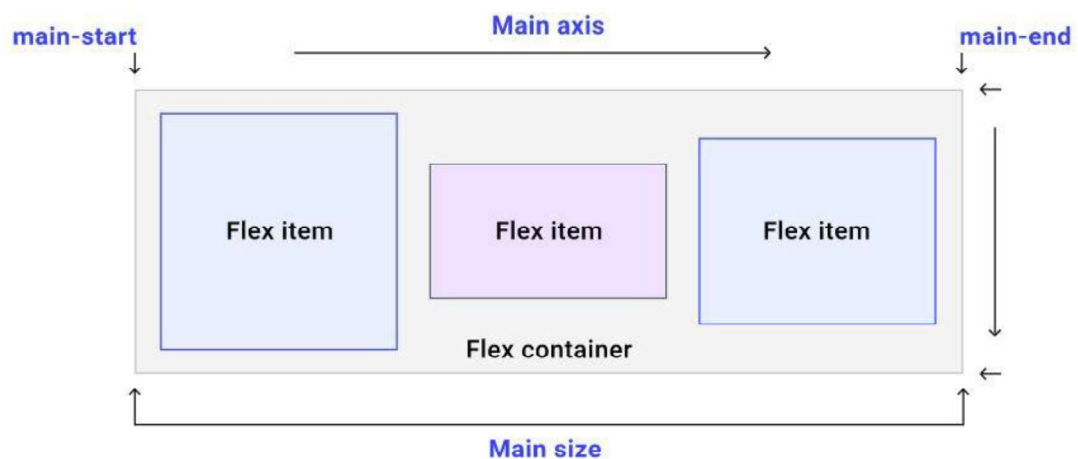 Main axis
main-start
main-end
Flex item
Flex item
Flex item
Flex container
Main size